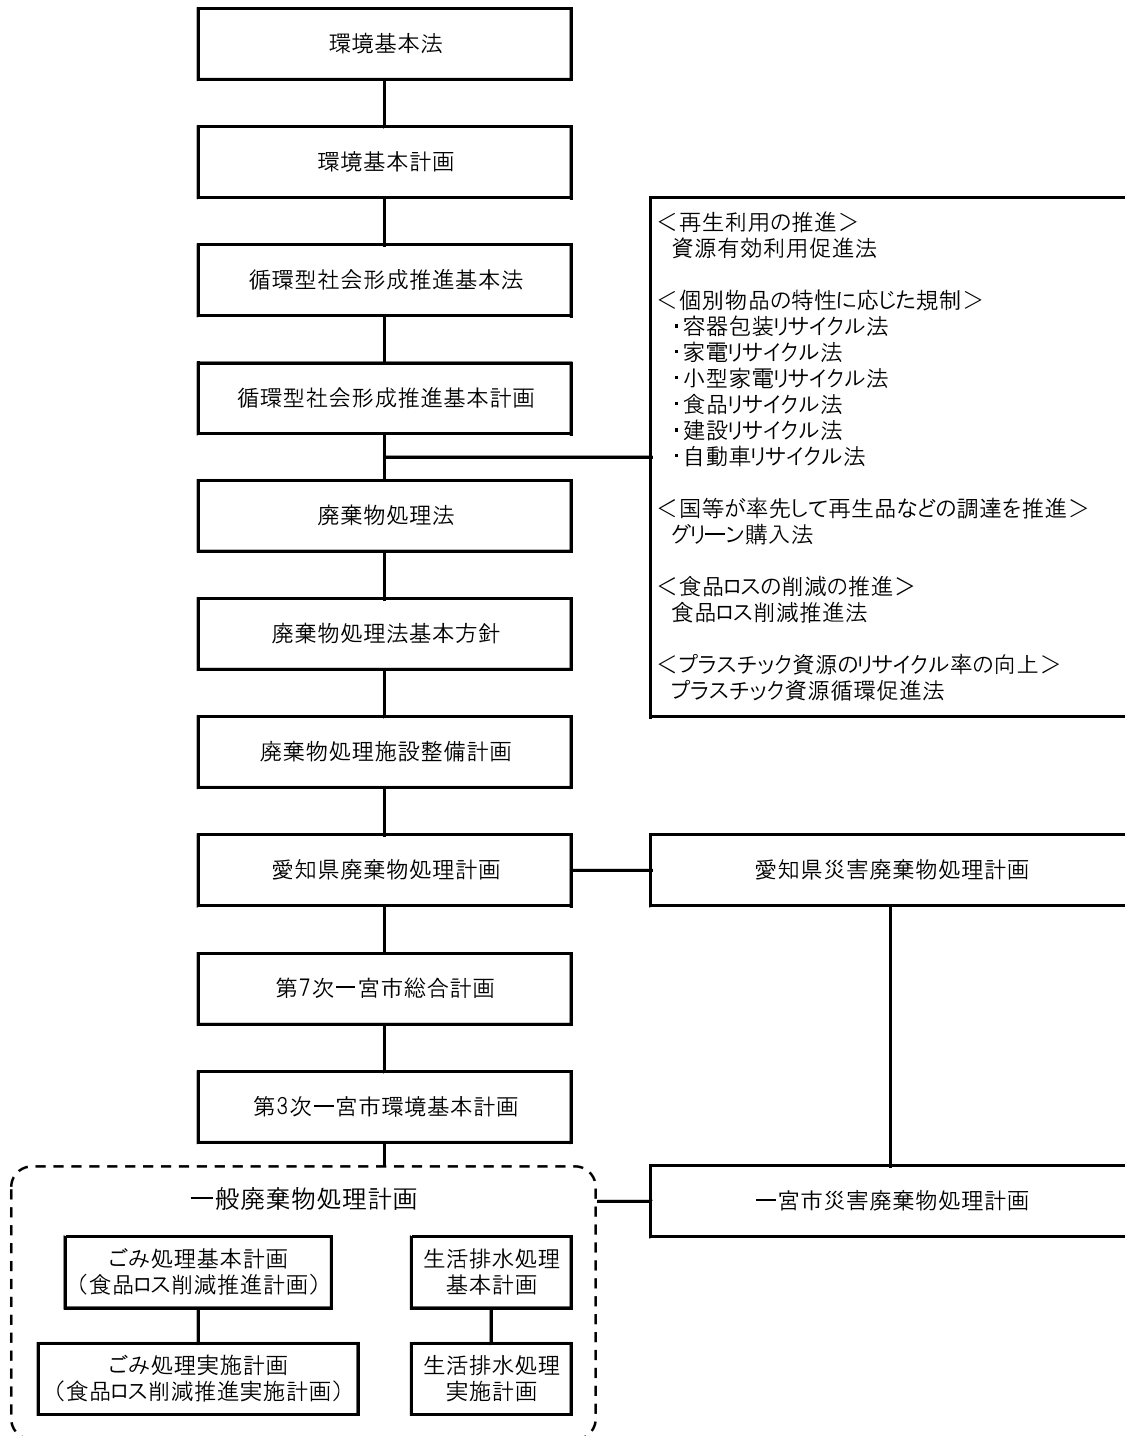 環境基本法
環境基本計画
循環型社会形成推進基本法
循環型社会形成推進基本計画
＜再生利用の推進＞
資源有効利用促進法
＜個別物品の特性に応じた規制＞
・容器包装リサイクル法
・家電リサイクル法
・小型家電リサイクル法
・食品リサイクル法
・建設リサイクル法
・自動車リサイクル法
＜国等が率先して再生品などの調達を推進＞
グリーン購入法
＜食品ロスの削減の推進＞
食品ロス削減推進法
＜プラスチック資源のリサイクル率の向上＞
プラスチック資源循環促進法
廃棄物処理法
廃棄物処理法基本方針
廃棄物処理施設整備計画
愛知県廃棄物処理計画
愛知県災害廃棄物処理計画
第7次一宮市総合計画
第3次一宮市環境基本計画
一般廃棄物処理計画
一宮市災害廃棄物処理計画
ごみ処理基本計画
（食品ロス削減推進計画）
生活排水処理
基本計画
ごみ処理実施計画
（食品ロス削減推進実施計画）
生活排水処理
実施計画